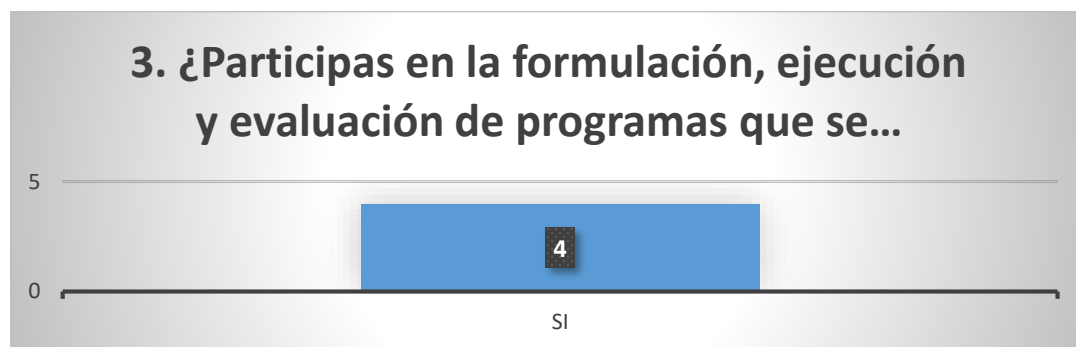 3. ¿Participas en la formulación, ejecución
y evaluación de programas que se...
5
4
0
SI